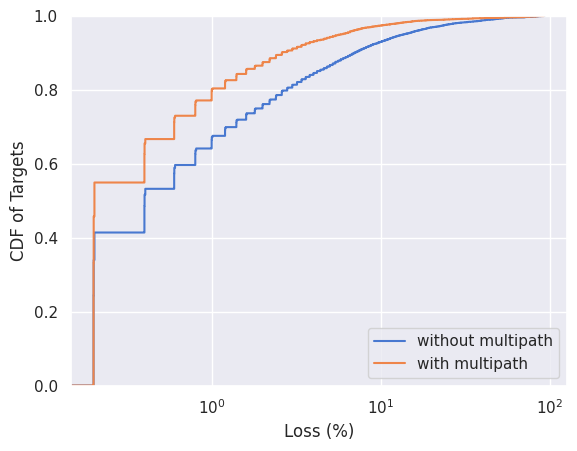 1.0
0.8
0.6
0.4
0.2
0.0
CDF of Targets
without multipath
with multipath
10^0
10^1
10^2
Loss (%)